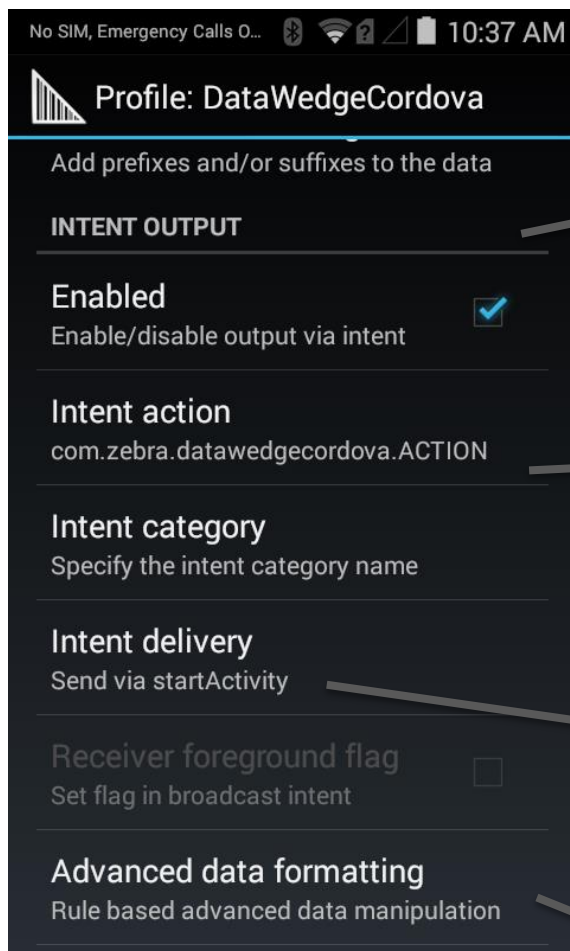 No SIM, Emergency Calls O... 10:37 AM
Profile: DataWedgeCordova
Add prefixes and/or suffixes to the data
INTENT OUTPUT
Enabled
Enable/disable output via intent
Intent action
com.zebra.datawedgecordova.ACTION
Intent category
Specify the intent category name
Intent delivery
Send via startActivity
Receiver foreground flag
Set flag in broadcast intent
Advanced data formatting
Rule based advanced data manipulation